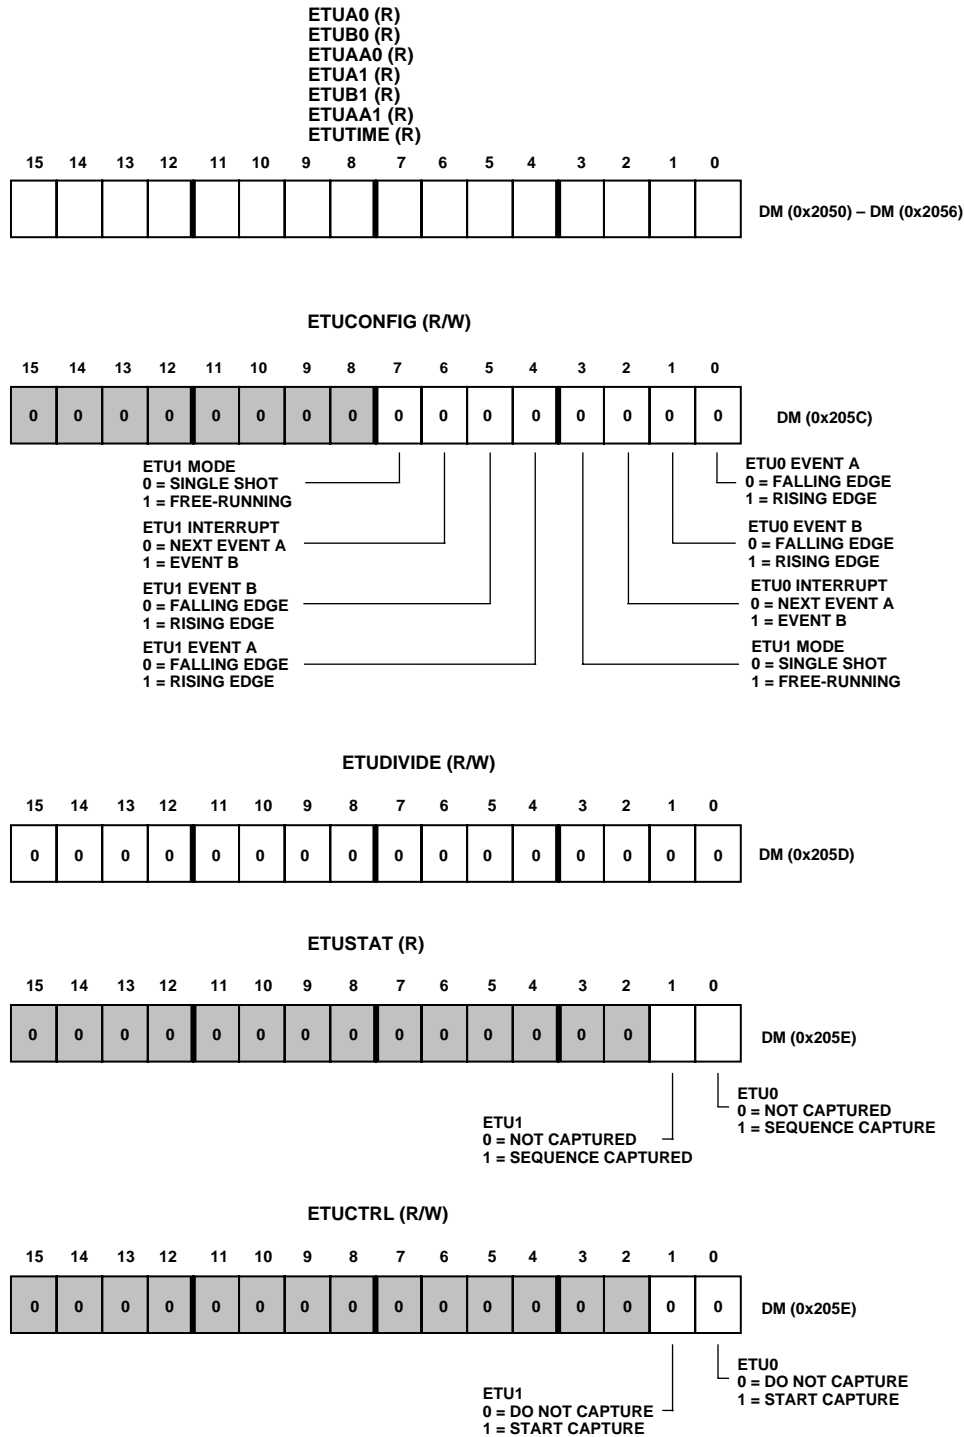 ETUA0 (R)
ETUB0 (R)
ETUAA0 (R)
ETUA1 (R)
ETUB1 (R)
ETUAA1 (R)
ETUTIME (R)
15 14 13 12 11 10 9 8 7 6 5 4 3 2 1 0
DM (0x2050) – DM (0x2056)
ETUCONFIG (R/W)
15 14 13 12 11 10 9 8 7 6 5 4 3 2 1 0
0 0 0 0 0 0 0 0 0 0 0 0 0 0 0 0 DM (0x205C)
ETU1 MODE
0 = SINGLE SHOT
1 = FREE-RUNNING
ETU1 INTERRUPT
0 = NEXT EVENT A
1 = EVENT B
ETU1 EVENT B
0 = FALLING EDGE
1 = RISING EDGE
ETU1 EVENT A
0 = FALLING EDGE
1 = RISING EDGE
ETU0 EVENT A
0 = FALLING EDGE
1 = RISING EDGE
ETU0 EVENT B
0 = FALLING EDGE
1 = RISING EDGE
ETU0 INTERRUPT
0 = NEXT EVENT A
1 = EVENT B
ETU1 MODE
0 = SINGLE SHOT
1 = FREE-RUNNING
ETUDIVIDE (R/W)
15 14 13 12 11 10 9 8 7 6 5 4 3 2 1 0
0 0 0 0 0 0 0 0 0 0 0 0 0 0 0 0 DM (0x205D)
ETUSTAT (R)
15 14 13 12 11 10 9 8 7 6 5 4 3 2 1 0
0 0 0 0 0 0 0 0 0 0 0 0 0 0 DM (0x205E)
ETU1
0 = NOT CAPTURED
1 = SEQUENCE CAPTURED
ETU0
0 = NOT CAPTURED
1 = SEQUENCE CAPTURE
ETUCTRL (R/W)
15 14 13 12 11 10 9 8 7 6 5 4 3 2 1 0
0 0 0 0 0 0 0 0 0 0 0 0 0 0 0 0 DM (0x205E)
ETU1
0 = DO NOT CAPTURE
1 = START CAPTURE
ETU0
0 = DO NOT CAPTURE
1 = START CAPTURE